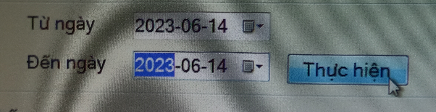 Từ ngày 2023-06-14
Đến ngày 2023-06-14 Thực hiện